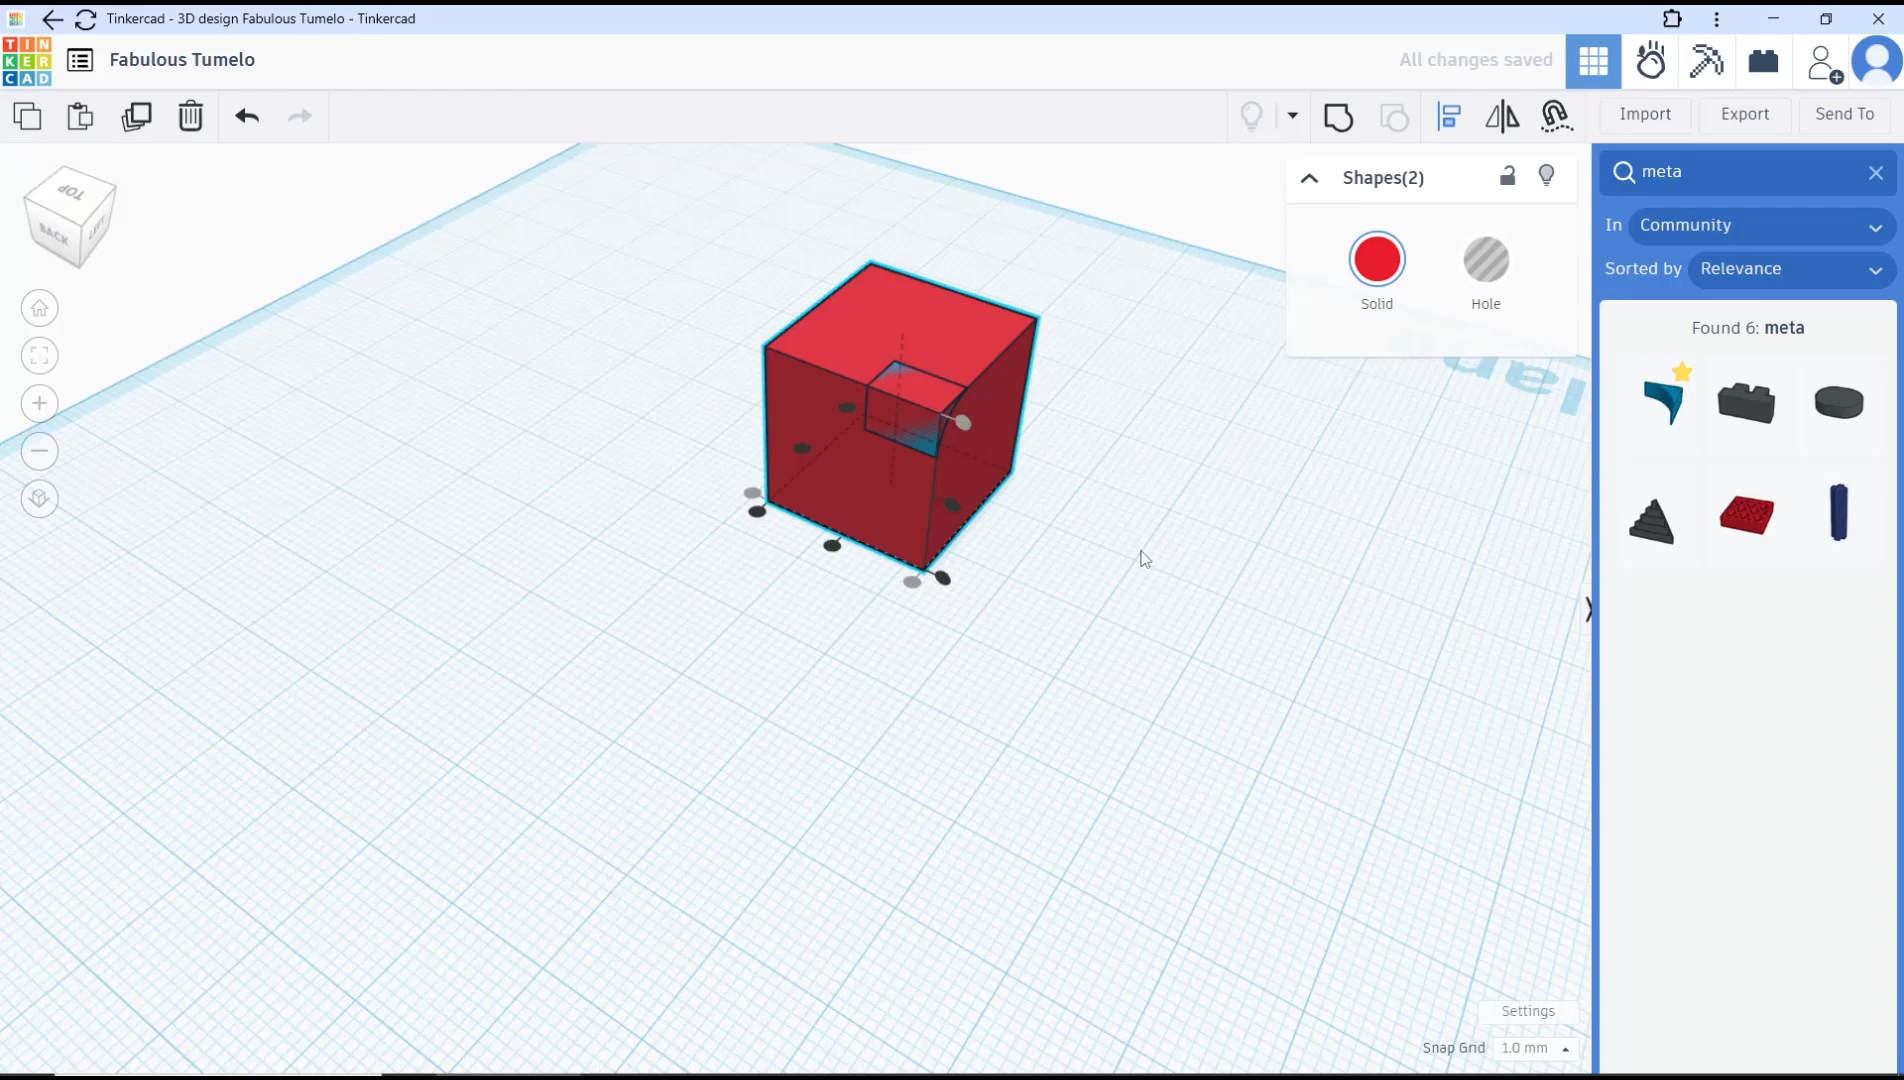 Tinkercad - 3D design Fabulous Tumelo - Tinkercad
TIN
KER
CAD
Fabulous Tumelo
All changes saved
Import
Export
Send To
TOP
BACK
LEFT
Shapes(2)
Solid
Hole
meta
In Community
Sorted by Relevance
Found 6: meta
Settings
Snap Grid 1.0 mm